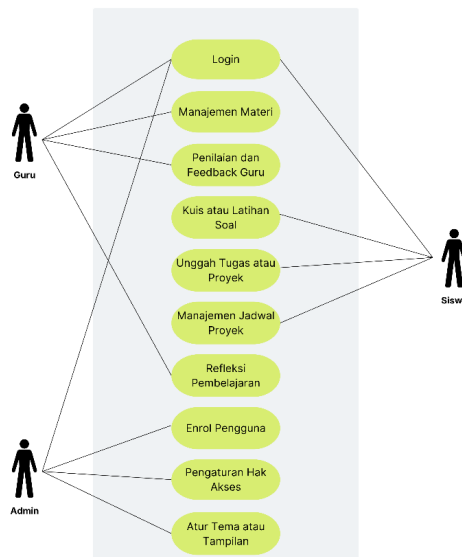 Login
Manajemen Materi
Guru
Penilaian dan
Feedback Guru
Kuis atau Latihan
Soal
Unggah Tugas atau
Proyek
Sisw
Manajemen Jadwal
Proyek
Refleksi
Pembelajaran
Enrol Pengguna
Admin
Pengaturan Hak
Akses
Atur Tema atau
Tampilan